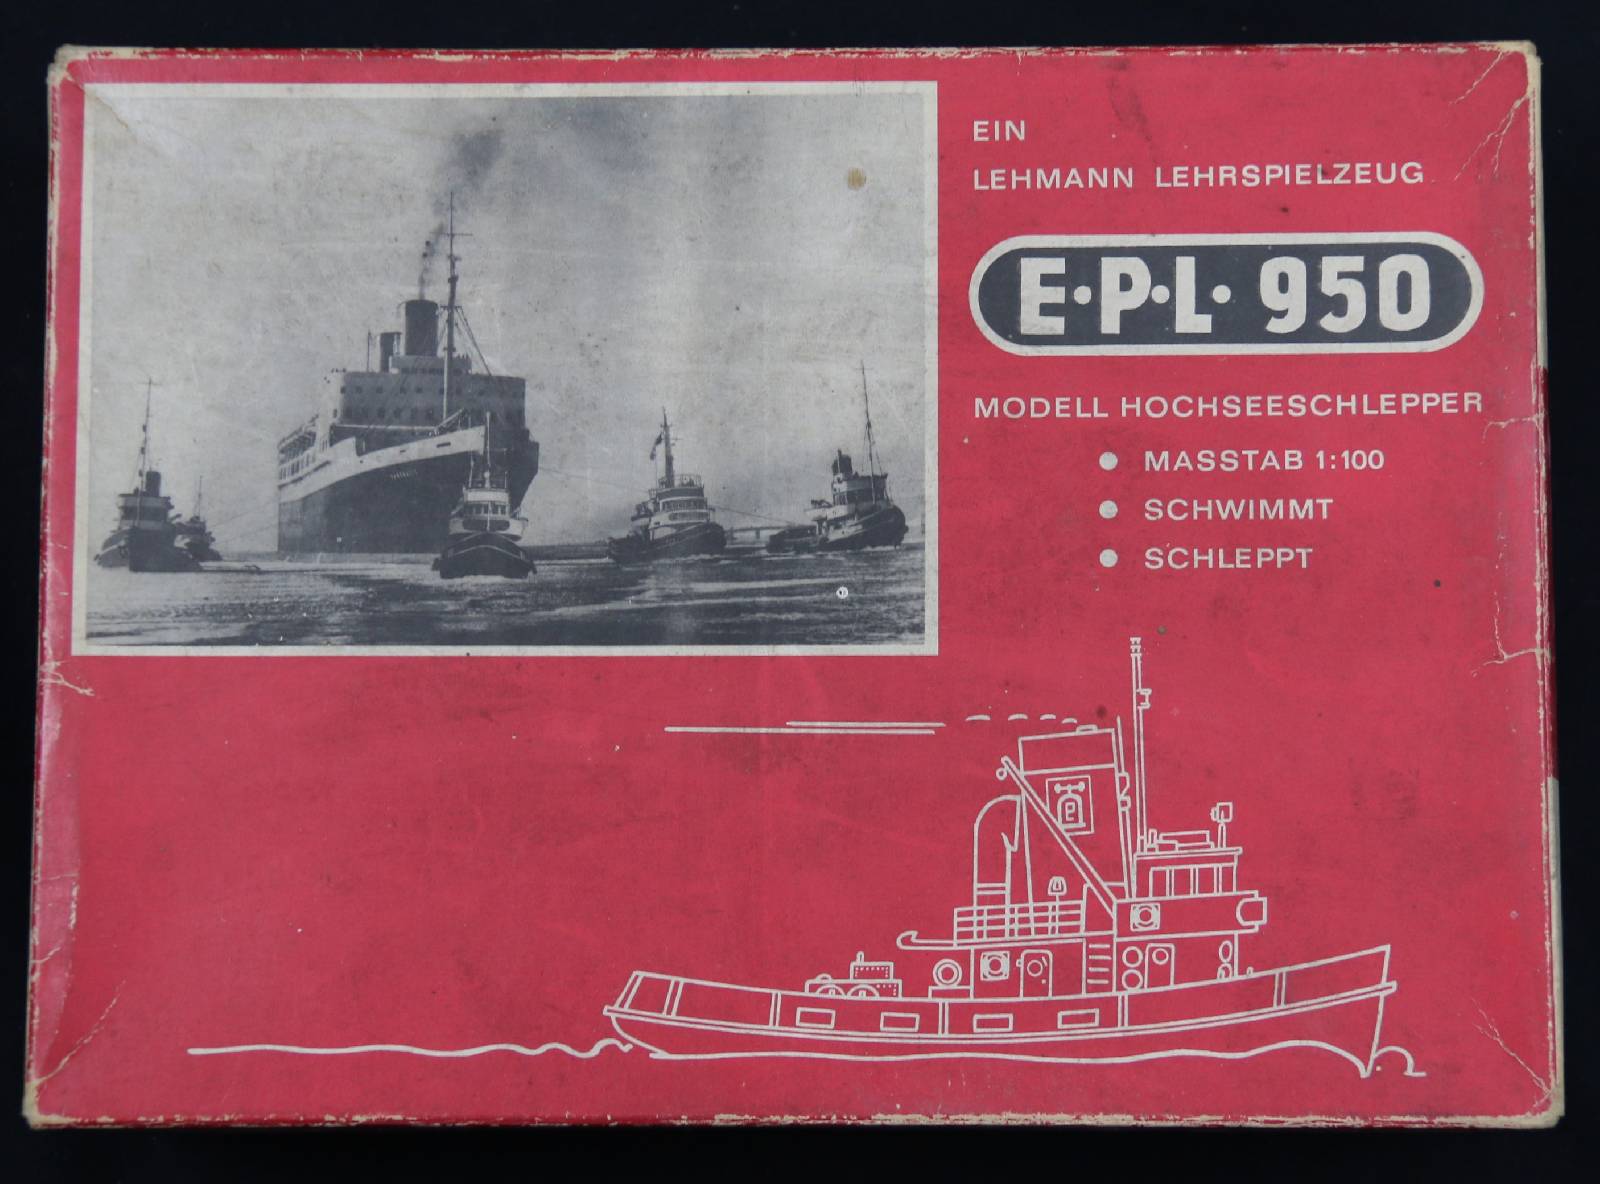 EIN
LEHMANN LEHRSPIELZEUG
E·P·L· 950
MODELL HOCHSEESCHLEPPER
MASSTAB 1:100
SCHWIMMT
SCHLEPPT